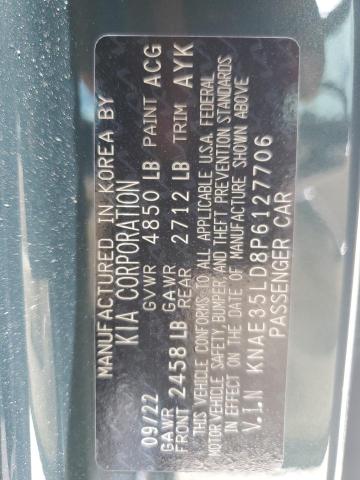 MANUFACTURED IN KOREA BY
KIA CORPORATION
09/22 GVWR 4850 LB PAINT ACG
GAWR FRONT 2458 LB GAWR REAR 2712 LB TRIM AYK
THIS VEHICLE CONFORMS TO ALL APPLICABLE U.S.A. FEDERAL
MOTOR VEHICLE SAFETY, BUMPER, AND THEFT PREVENTION STANDARDS
IN EFFECT ON THE DATE OF MANUFACTURE SHOWN ABOVE
V.I.N KNAE35LD8P6127706
PASSENGER CAR